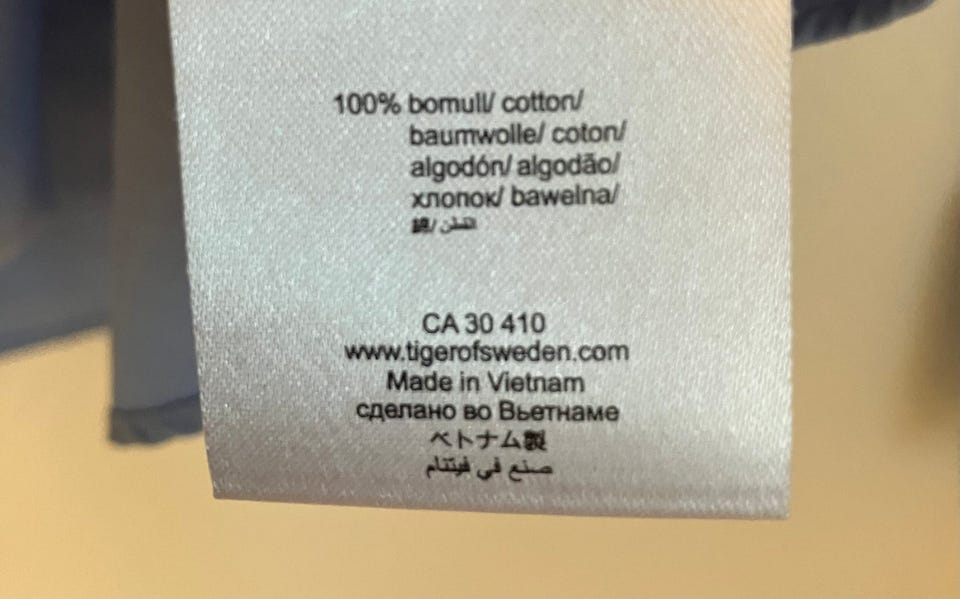 100% bomull/ cotton/
baumwolle/ coton/
algodón/ algodão/
хлопок/ bawełna/
綿/ القطن
CA 30 410
www.tigerofsweden.com
Made in Vietnam
сделано во Вьетнаме
ベトナム製
صنع في فيتنام